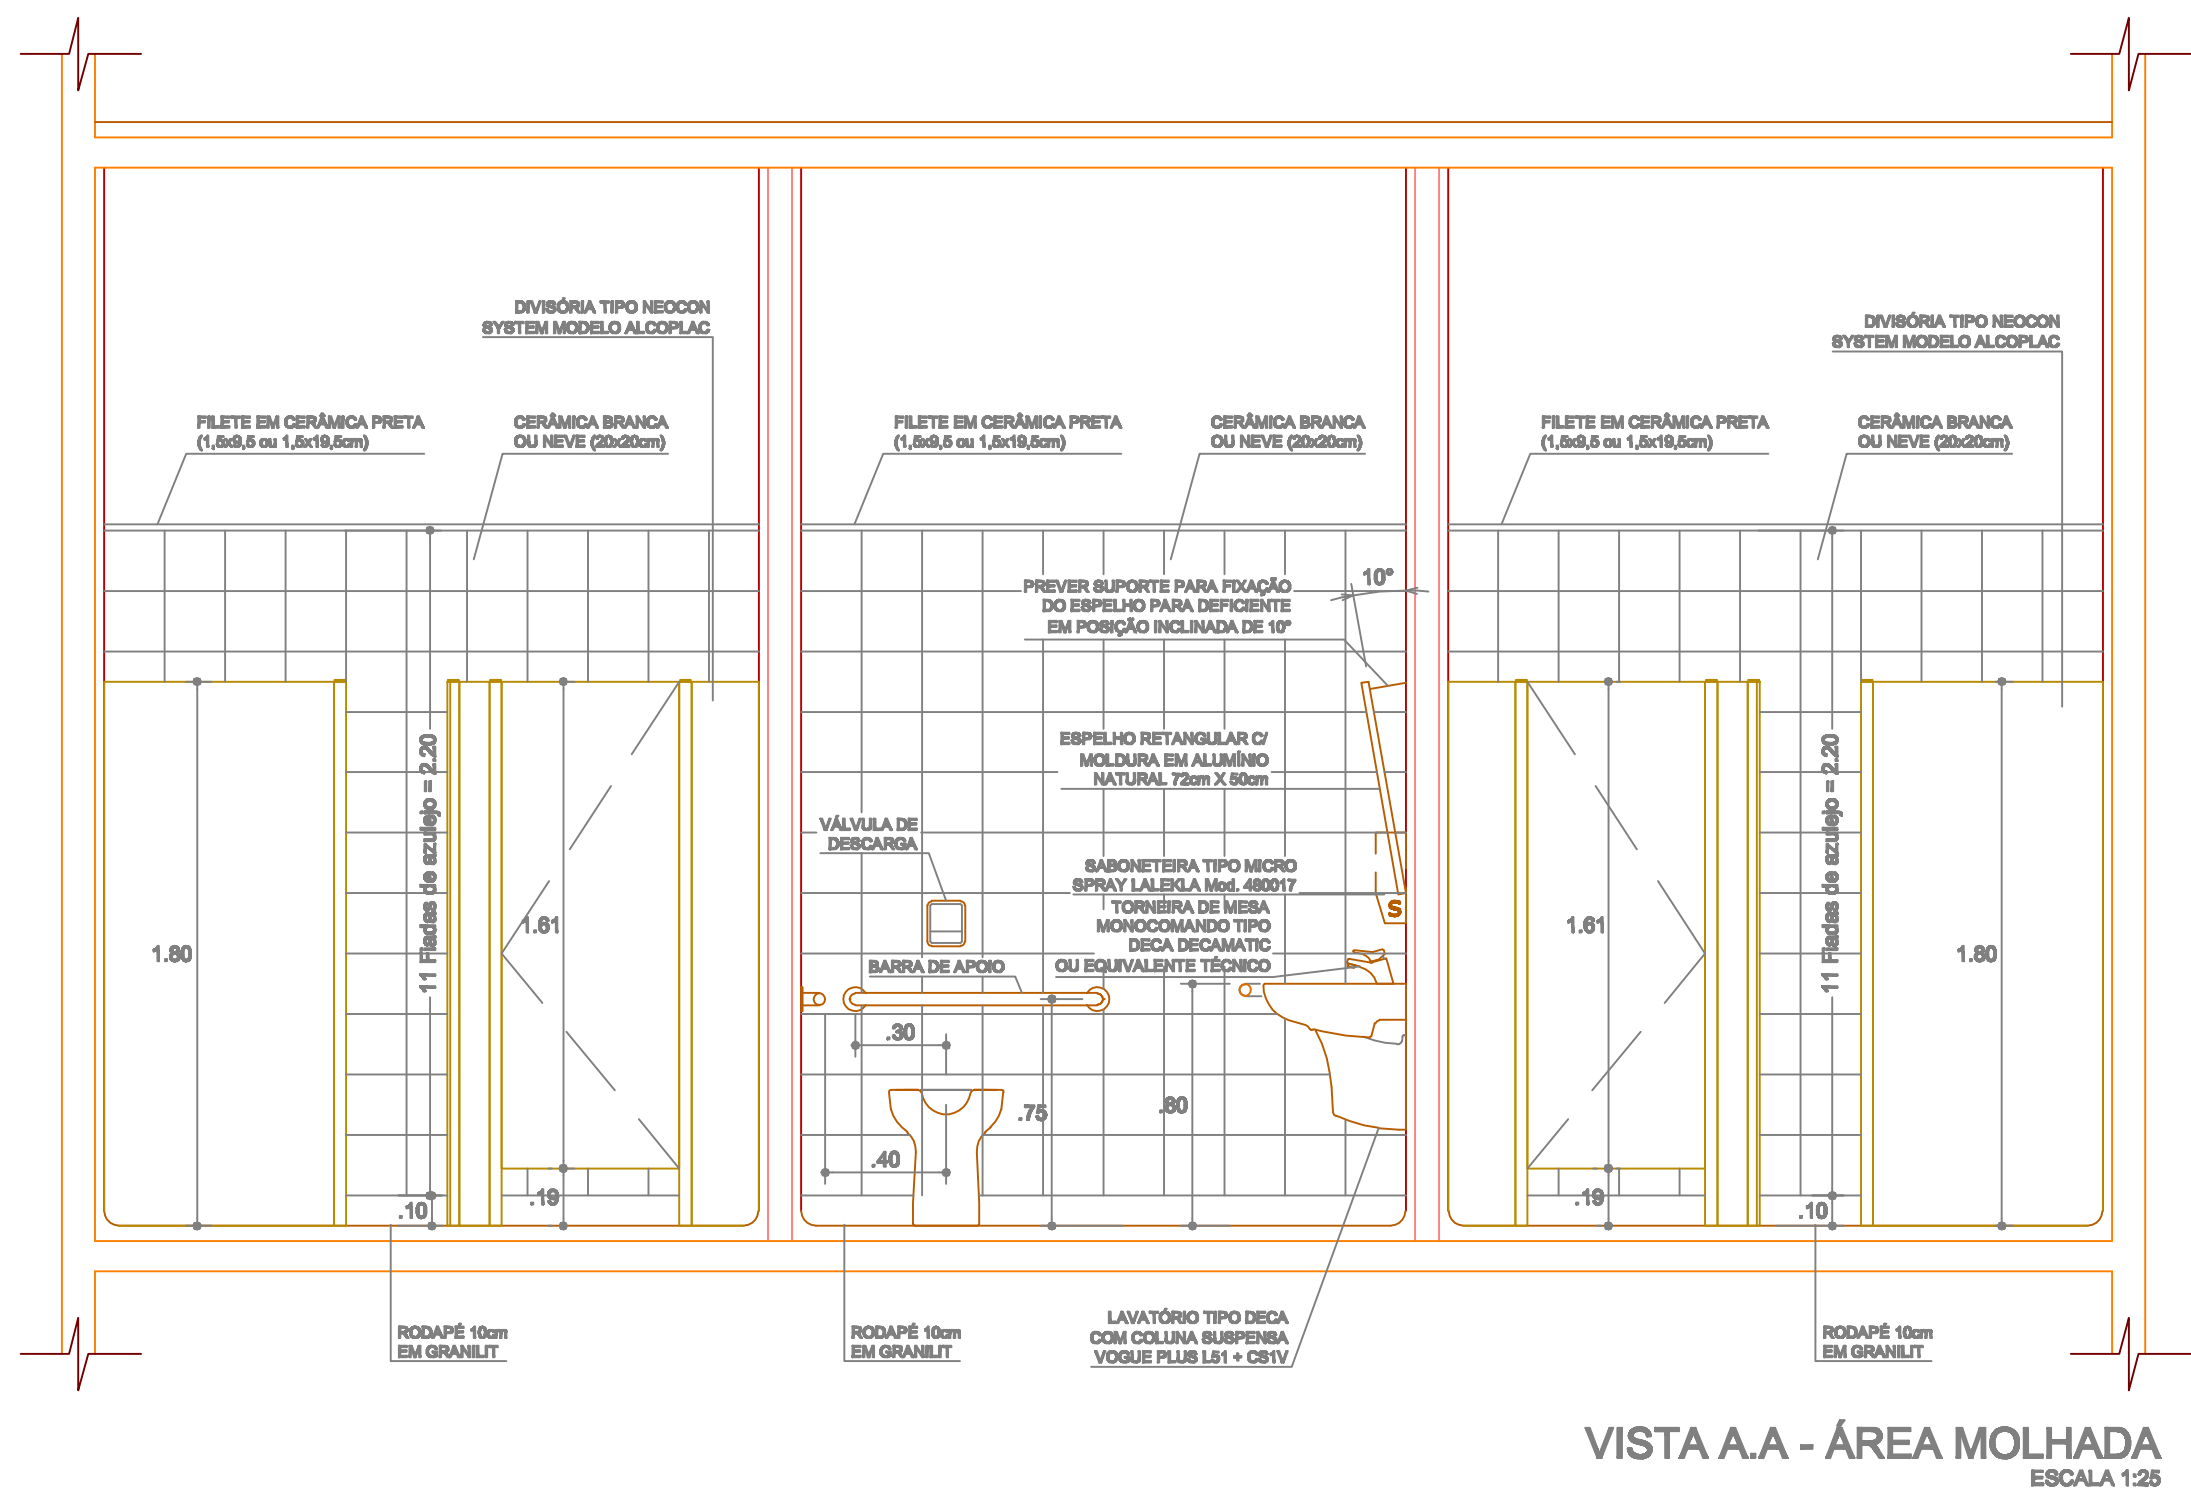 DIVISÓRIA TIPO NEOCON
SYSTEM MODELO ALCOPLAC
DIVISÓRIA TIPO NEOCON
SYSTEM MODELO ALCOPLAC
FILETE EM CERÂMICA PRETA
(1,5x9,5 ou 1,5x19,5cm)
CERÂMICA BRANCA
OU NEVE (20x20cm)
FILETE EM CERÂMICA PRETA
(1,5x9,5 ou 1,5x19,5cm)
CERÂMICA BRANCA
OU NEVE (20x20cm)
FILETE EM CERÂMICA PRETA
(1,5x9,5 ou 1,5x19,5cm)
CERÂMICA BRANCA
OU NEVE (20x20cm)
10°
PREVER SUPORTE PARA FIXAÇÃO
DO ESPELHO PARA DEFICIENTE
EM POSIÇÃO INCLINADA DE 10°
ESPELHO RETANGULAR C/
MOLDURA EM ALUMÍNIO
NATURAL 72cm X 50cm
VÁLVULA DE
DESCARGA
SABONETEIRA TIPO MICRO
SPRAY LALEKLA Mod. 480017
S
TORNEIRA DE MESA
MONOCOMANDO TIPO
DECA DECAMATIC
OU EQUIVALENTE TÉCNICO
BARRA DE APOIO
1.80
11 Fiadas de azulejo = 2.20
1.61
1.61
11 Fiadas de azulejo = 2.20
1.80
.30
.75
.80
.40
.10
.19
.19
.10
RODAPÉ 10cm
EM GRANILIT
RODAPÉ 10cm
EM GRANILIT
LAVATÓRIO TIPO DECA
COM COLUNA SUSPENSA
VOGUE PLUS L51 + CS1V
RODAPÉ 10cm
EM GRANILIT
VISTA A.A - ÁREA MOLHADA
ESCALA 1:25